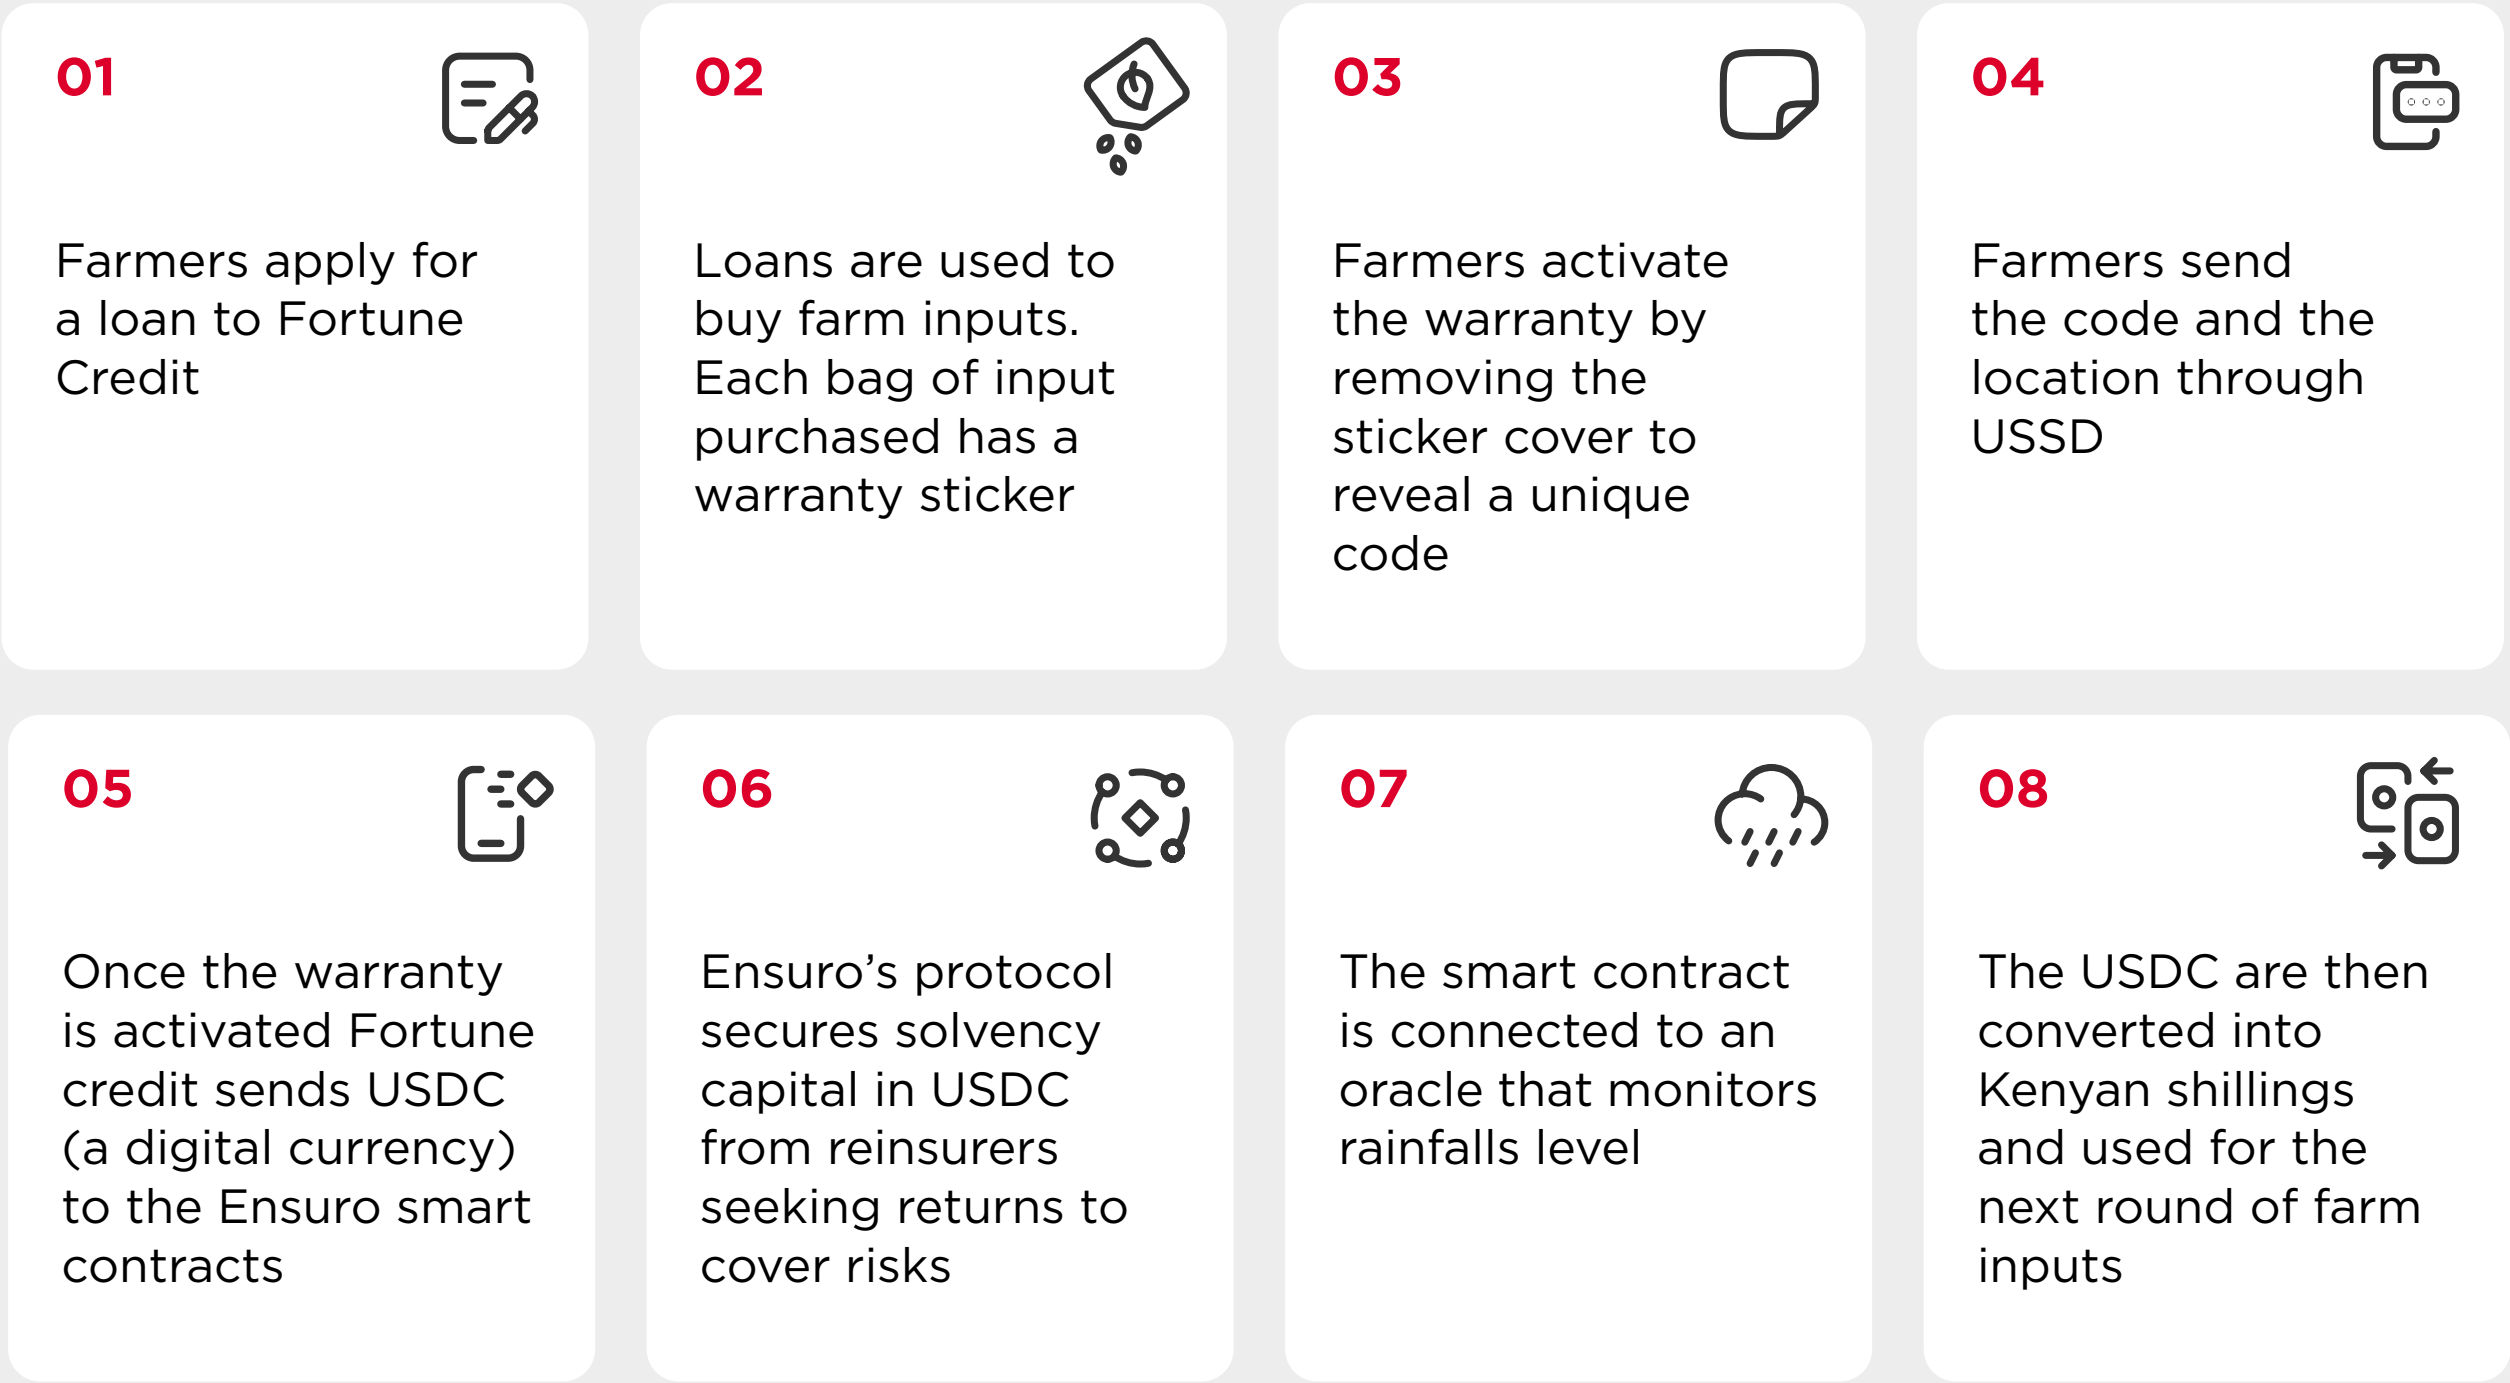 01
Farmers apply for
a loan to Fortune
Credit
02
Loans are used to
buy farm inputs.
Each bag of input
purchased has a
warranty sticker
03
Farmers activate
the warranty by
removing the
sticker cover to
reveal a unique
code
04
Farmers send
the code and the
location through
USSD
05
Once the warranty
is activated Fortune
credit sends USDC
(a digital currency)
to the Ensuro smart
contracts
06
Ensuro’s protocol
secures solvency
capital in USDC
from reinsurers
seeking returns to
cover risks
07
The smart contract
is connected to an
oracle that monitors
rainfalls level
08
The USDC are then
converted into
Kenyan shillings
and used for the
next round of farm
inputs